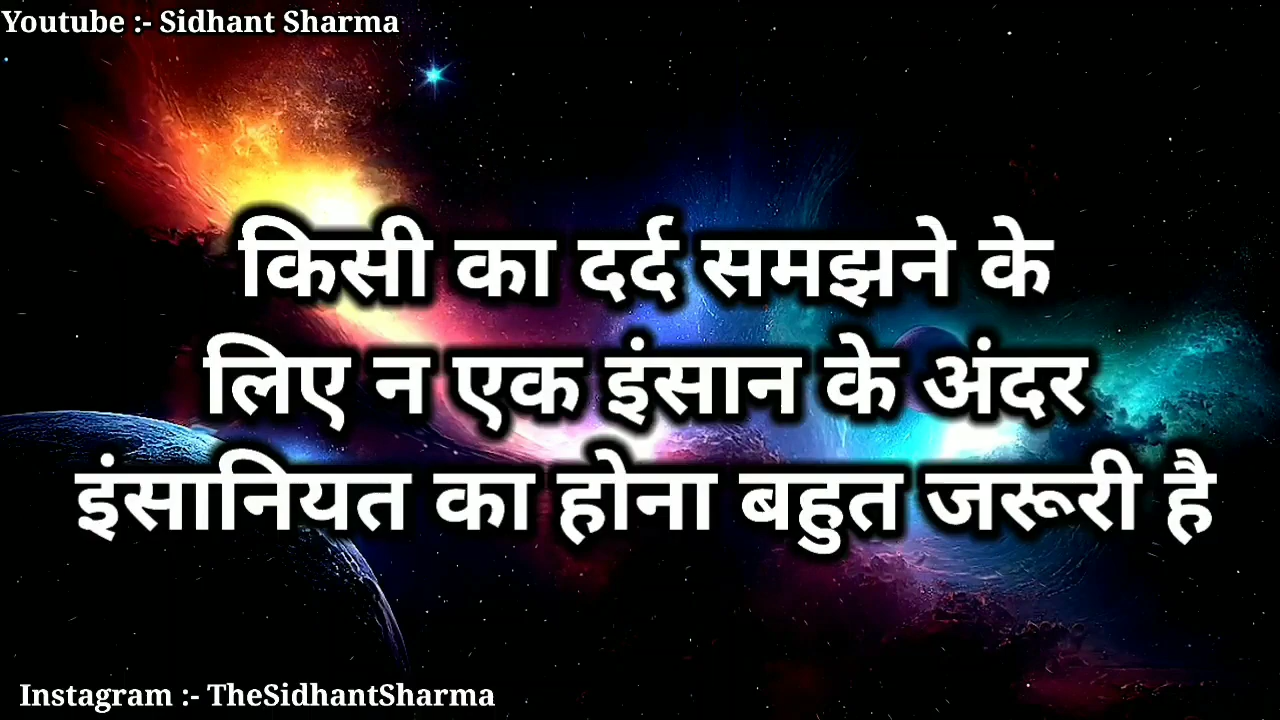 Youtube :- Sidhant Sharma
किसी का दर्द समझने के
लिए न एक इंसान के अंदर
इंसानियत का होना बहुत जरूरी है
Instagram :- TheSidhantSharma